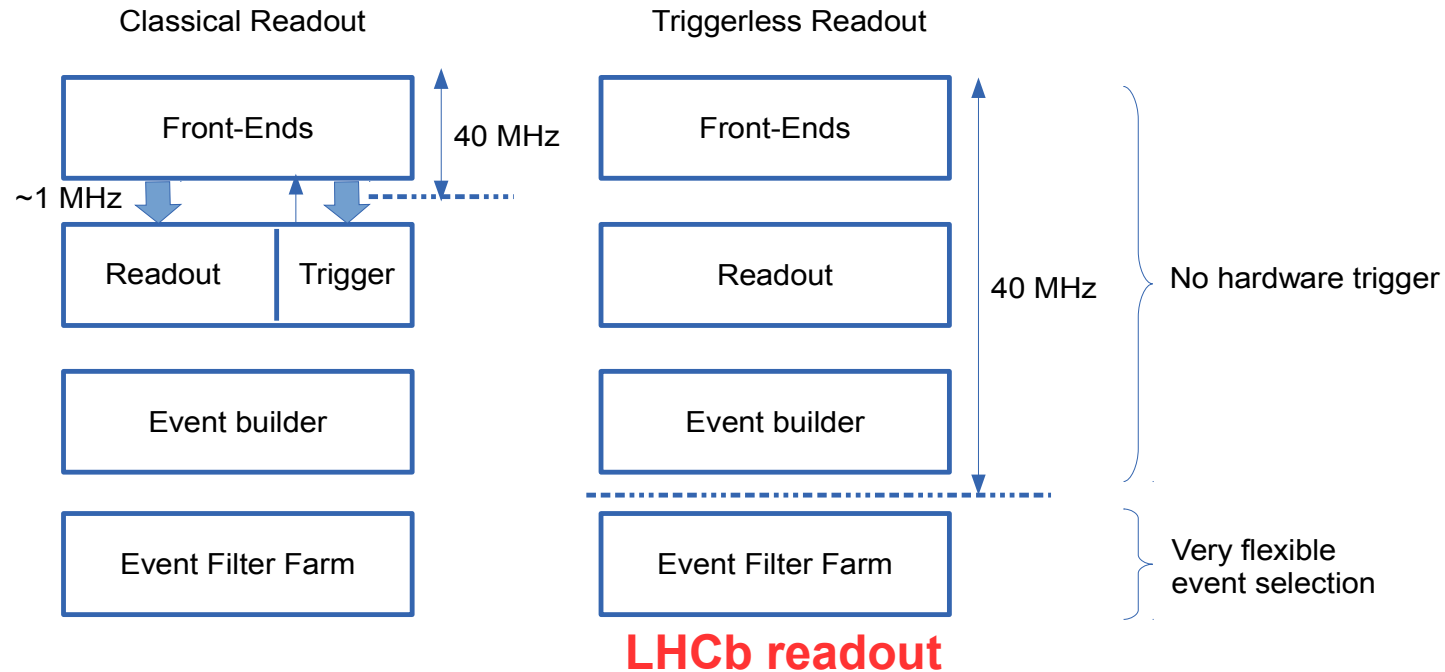 Classical Readout
Front-Ends
40 MHz
~1 MHz
Readout
Trigger
Event builder
Event Filter Farm
Triggerless Readout
Front-Ends
Readout
40 MHz
Event builder
Event Filter Farm
No hardware trigger
Very flexible
event selection
LHCb readout